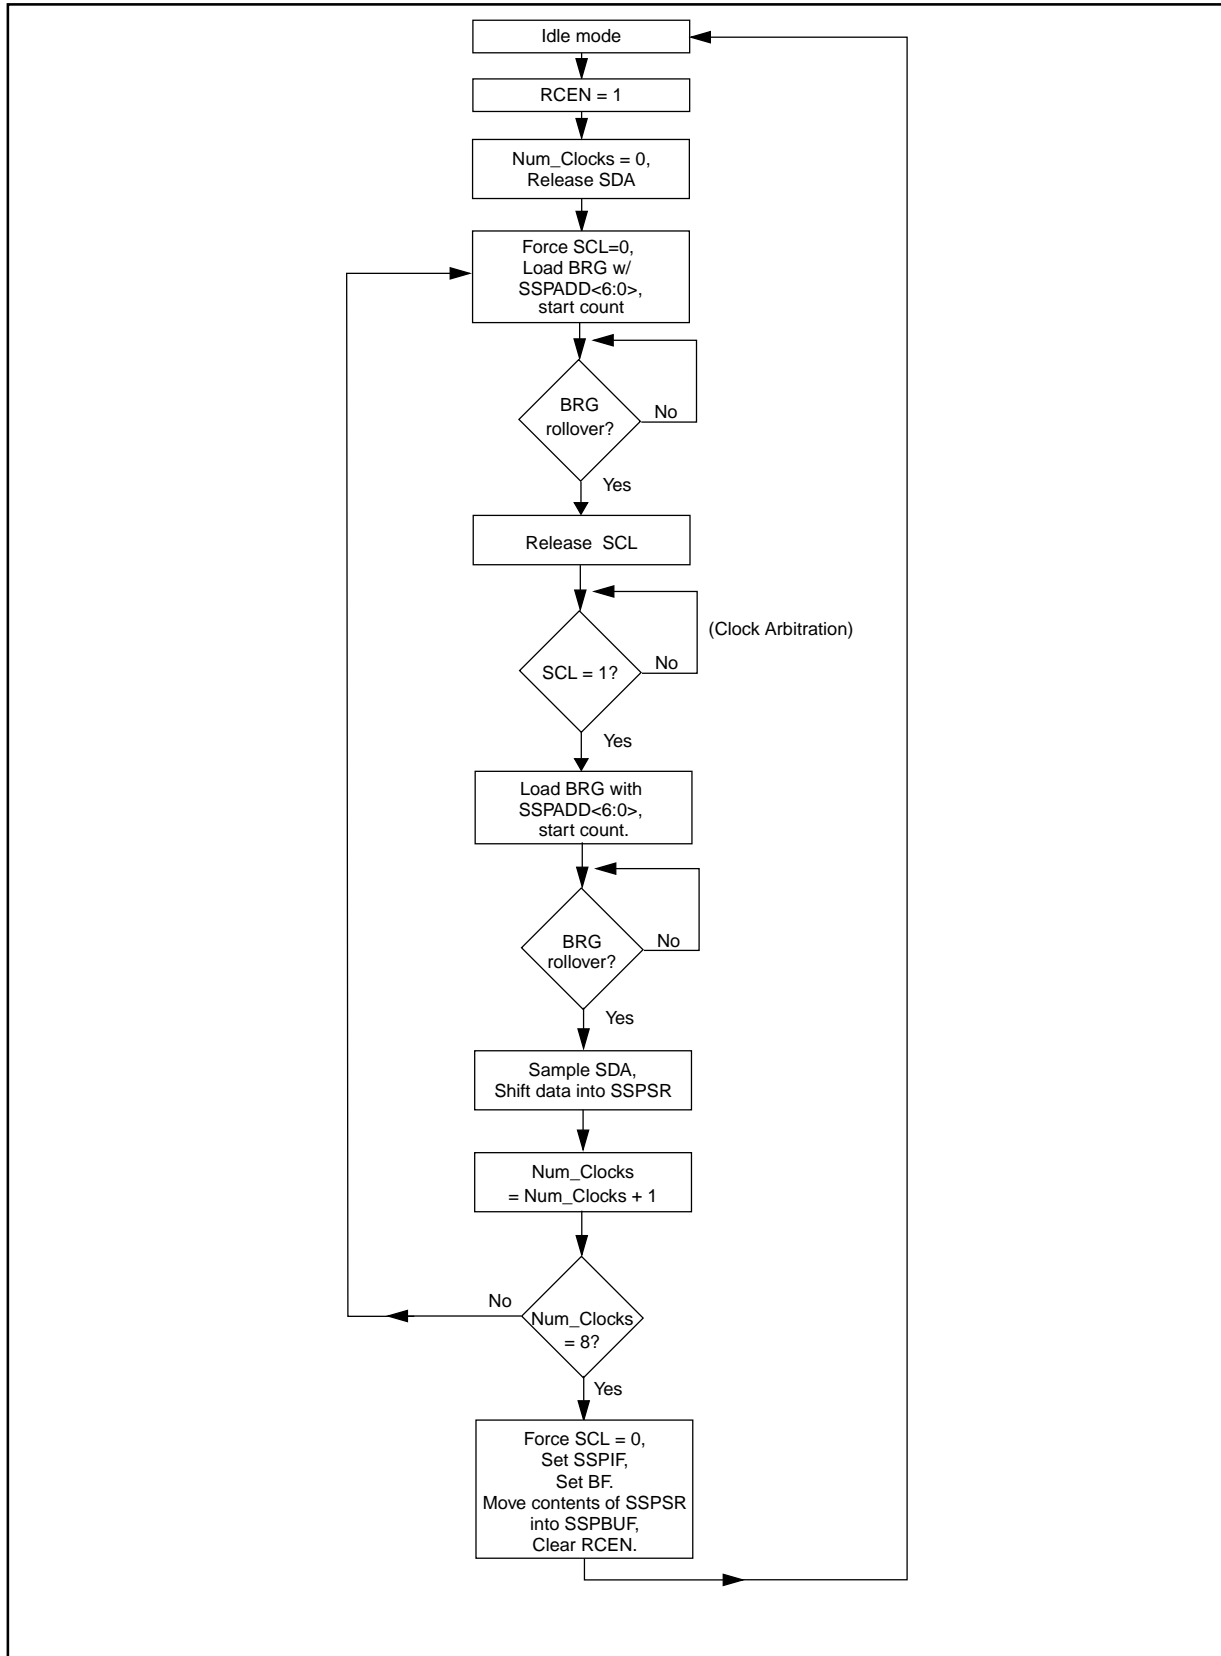 Idle mode
RCEN = 1
Num_Clocks = 0,
Release SDA
Force SCL=0,
Load BRG w/
SSPADD<6:0>,
start count
BRG
rollover?
No
Yes
Release SCL
(Clock Arbitration)
SCL = 1?
No
Yes
Load BRG with
SSPADD<6:0>,
start count.
BRG
rollover?
No
Yes
Sample SDA,
Shift data into SSPSR
Num_Clocks
= Num_Clocks + 1
No
Num_Clocks
= 8?
Yes
Force SCL = 0,
Set SSPIF,
Set BF.
Move contents of SSPSR
into SSPBUF,
Clear RCEN.